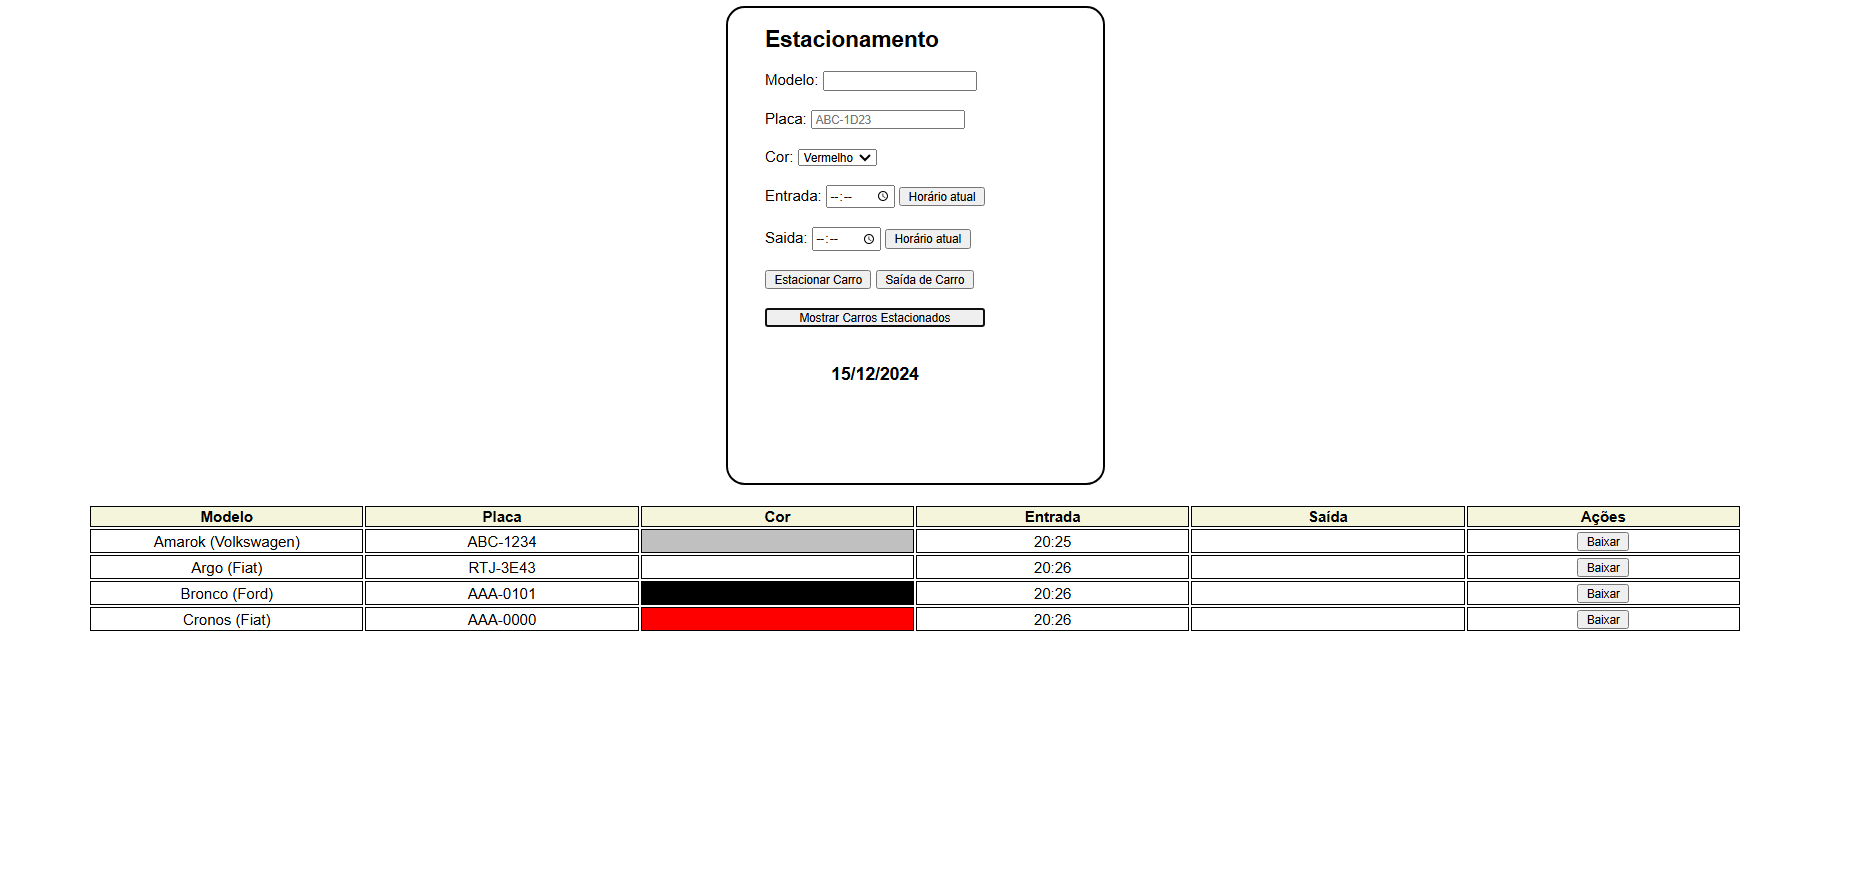 Estacionamento
Modelo:
Placa: ABC-1D23
Cor: Vermelho
Entrada: --:-- Horário atual
Saida: --:-- Horário atual
Estacionar Carro Saída de Carro
Mostrar Carros Estacionados
15/12/2024
Modelo Placa Cor Entrada Saída Ações
Amarok (Volkswagen) ABC-1234 20:25 Baixar
Argo (Fiat) RTJ-3E43 20:26 Baixar
Bronco (Ford) AAA-0101 20:26 Baixar
Cronos (Fiat) AAA-0000 20:26 Baixar